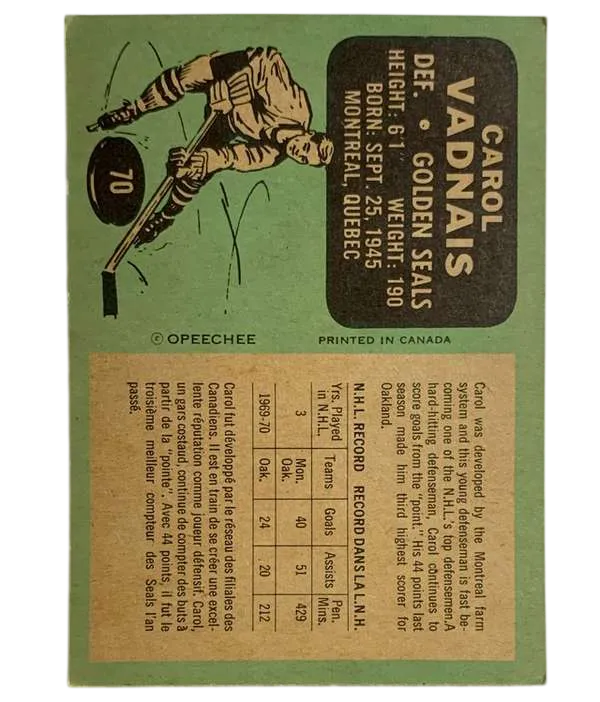 CAROL
VADNAIS
DEF. • GOLDEN SEALS
HEIGHT: 6'1 WEIGHT: 190
BORN: SEPT. 25, 1945
MONTREAL, QUEBEC
70
© OPEECHEE
PRINTED IN CANADA
Carol was developed by the Montreal farm
system and this young defenseman is fast be-
coming one of the N.H.L.'s top defensemen. A
hard-hitting defenseman, Carol continues to
score goals from the "point." His 44 points last
season made him third highest scorer for
Oakland.
N.H.L. RECORD RECORD DANS LA L.N.H.
Yrs. Played in N.H.L. Teams Goals Assists Pen. Mins.
3 Mon. Oak. 40 51 429
1969-70 Oak. 24 20 212
Carol fut développé par le réseau des filiales des
Canadiens. Il est en train de se créer une excel-
lente réputation comme joueur défensif. Carol,
un gars costaud, continue de compter des buts à
partir de la "pointe". Avec 44 points, il fut le
troisième meilleur compteur des Seals l'an
passé.